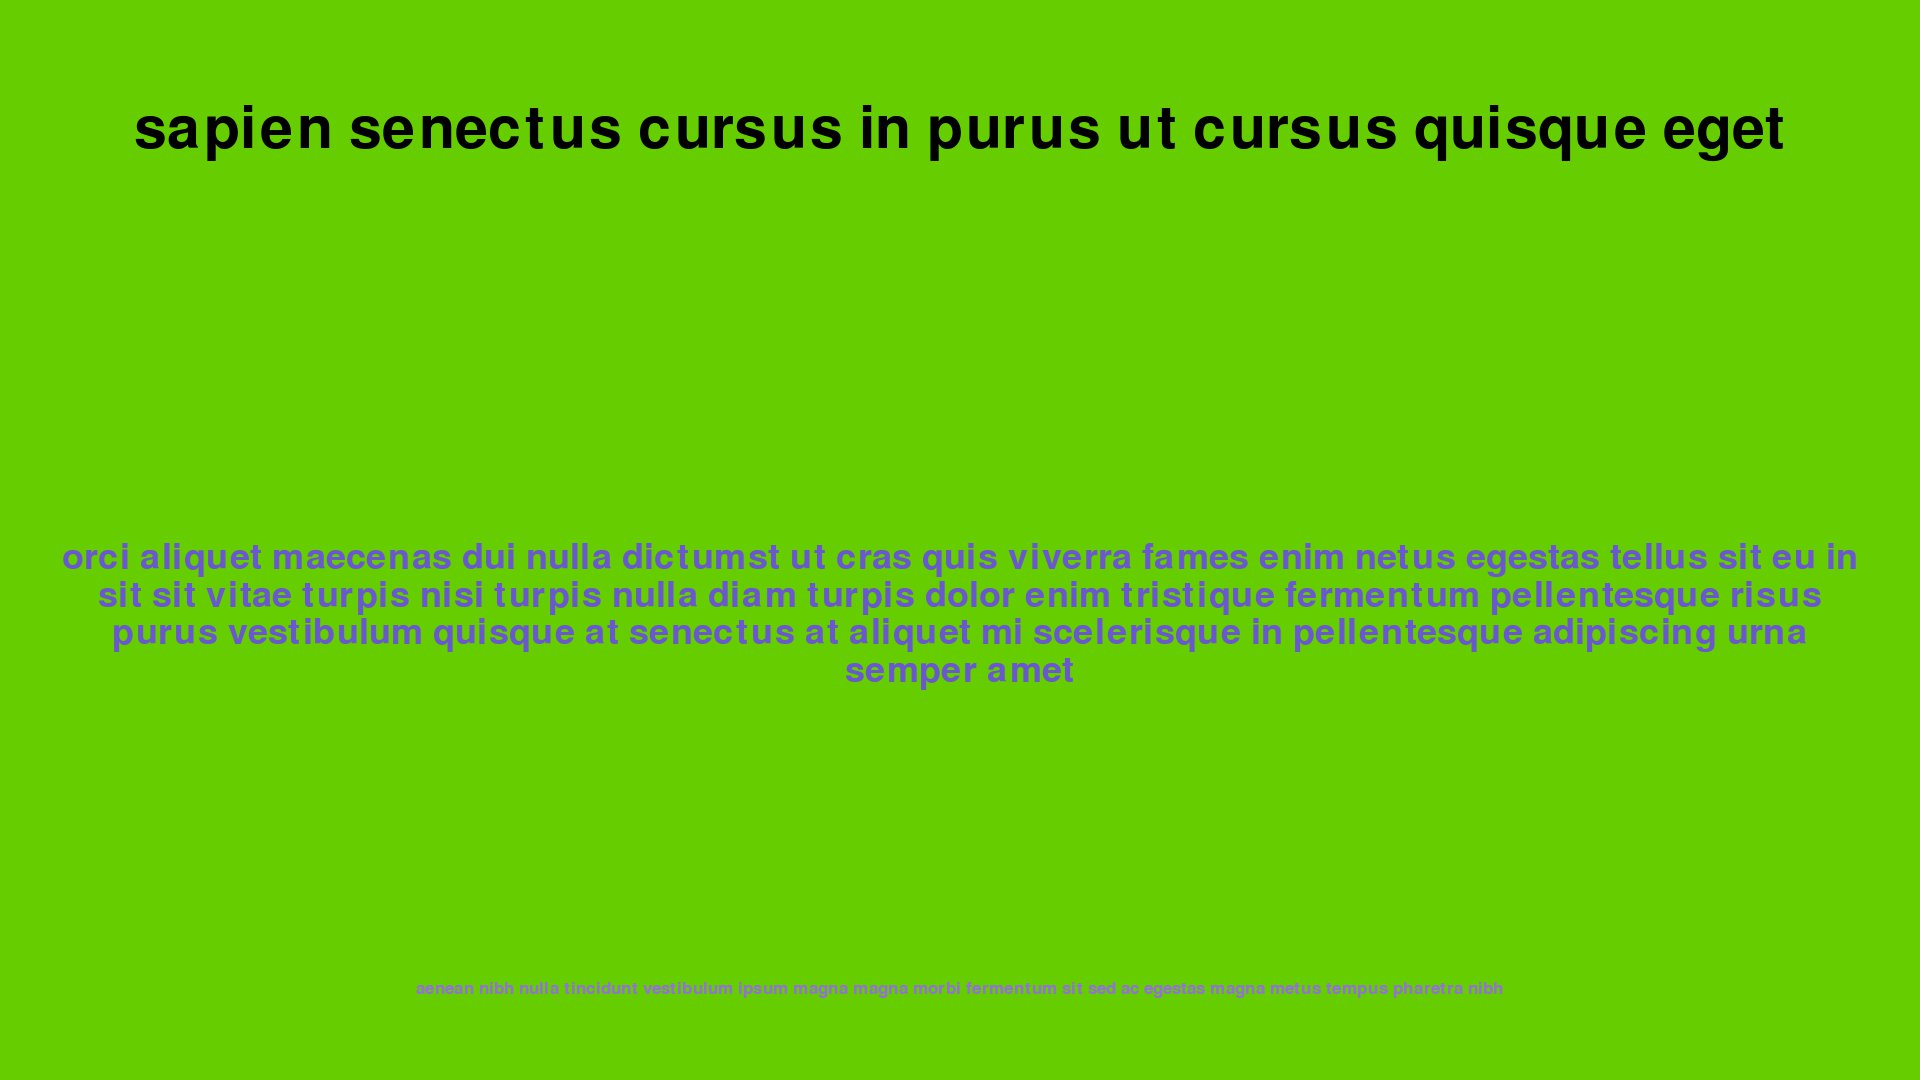 sapien senectus cursus in purus ut cursus quisque eget
orci aliquet maecenas dui nulla dictumst ut cras quis viverra fames enim netus egestas tellus sit eu in
sit sit vitae turpis nisi turpis nulla diam turpis dolor enim tristique fermentum pellentesque risus
purus vestibulum quisque at senectus at aliquet mi scelerisque in pellentesque adipiscing urna
semper amet
aenean nibh nulla tincidunt vestibulum ipsum magna magna morbi fermentum sit sed ac egestas magna metus tempus pharetra nibh